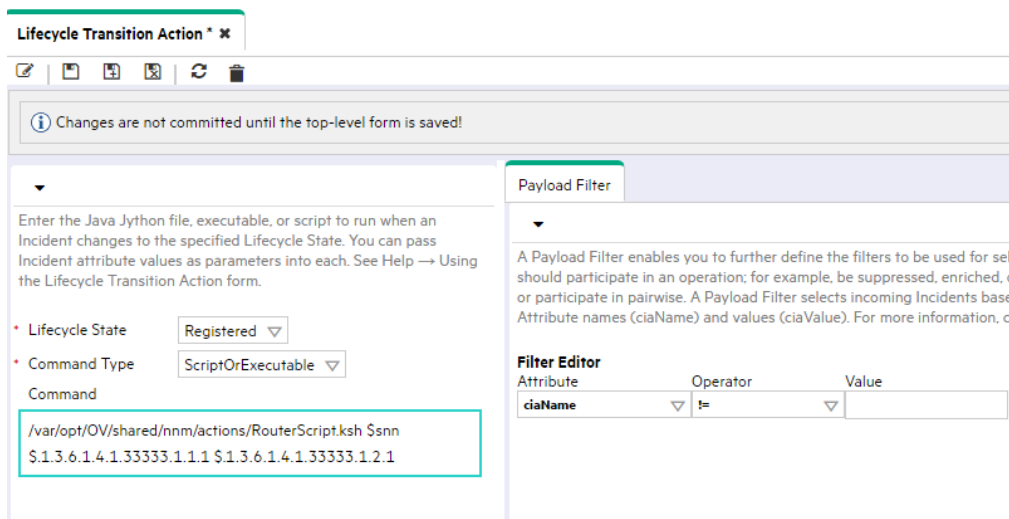 Lifecycle Transition Action * ✖
Changes are not committed until the top-level form is saved!
Enter the Java Jython file, executable, or script to run when an
Incident changes to the specified Lifecycle State. You can pass
Incident attribute values as parameters into each. See Help → Using
the Lifecycle Transition Action form.
* Lifecycle State Registered
* Command Type ScriptOrExecutable
Command
/var/opt/OV/shared/nnm/actions/RouterScript.ksh $snn
$.1.3.6.1.4.1.33333.1.1.1 $.1.3.6.1.4.1.33333.1.2.1
Payload Filter
A Payload Filter enables you to further define the filters to be used for
should participate in an operation; for example, be suppressed, enriched,
or participate in pairwise. A Payload Filter selects incoming Incidents
Attribute names (ciaName) and values (ciaValue). For more information,
Filter Editor
Attribute Operator Value
ciaName !=